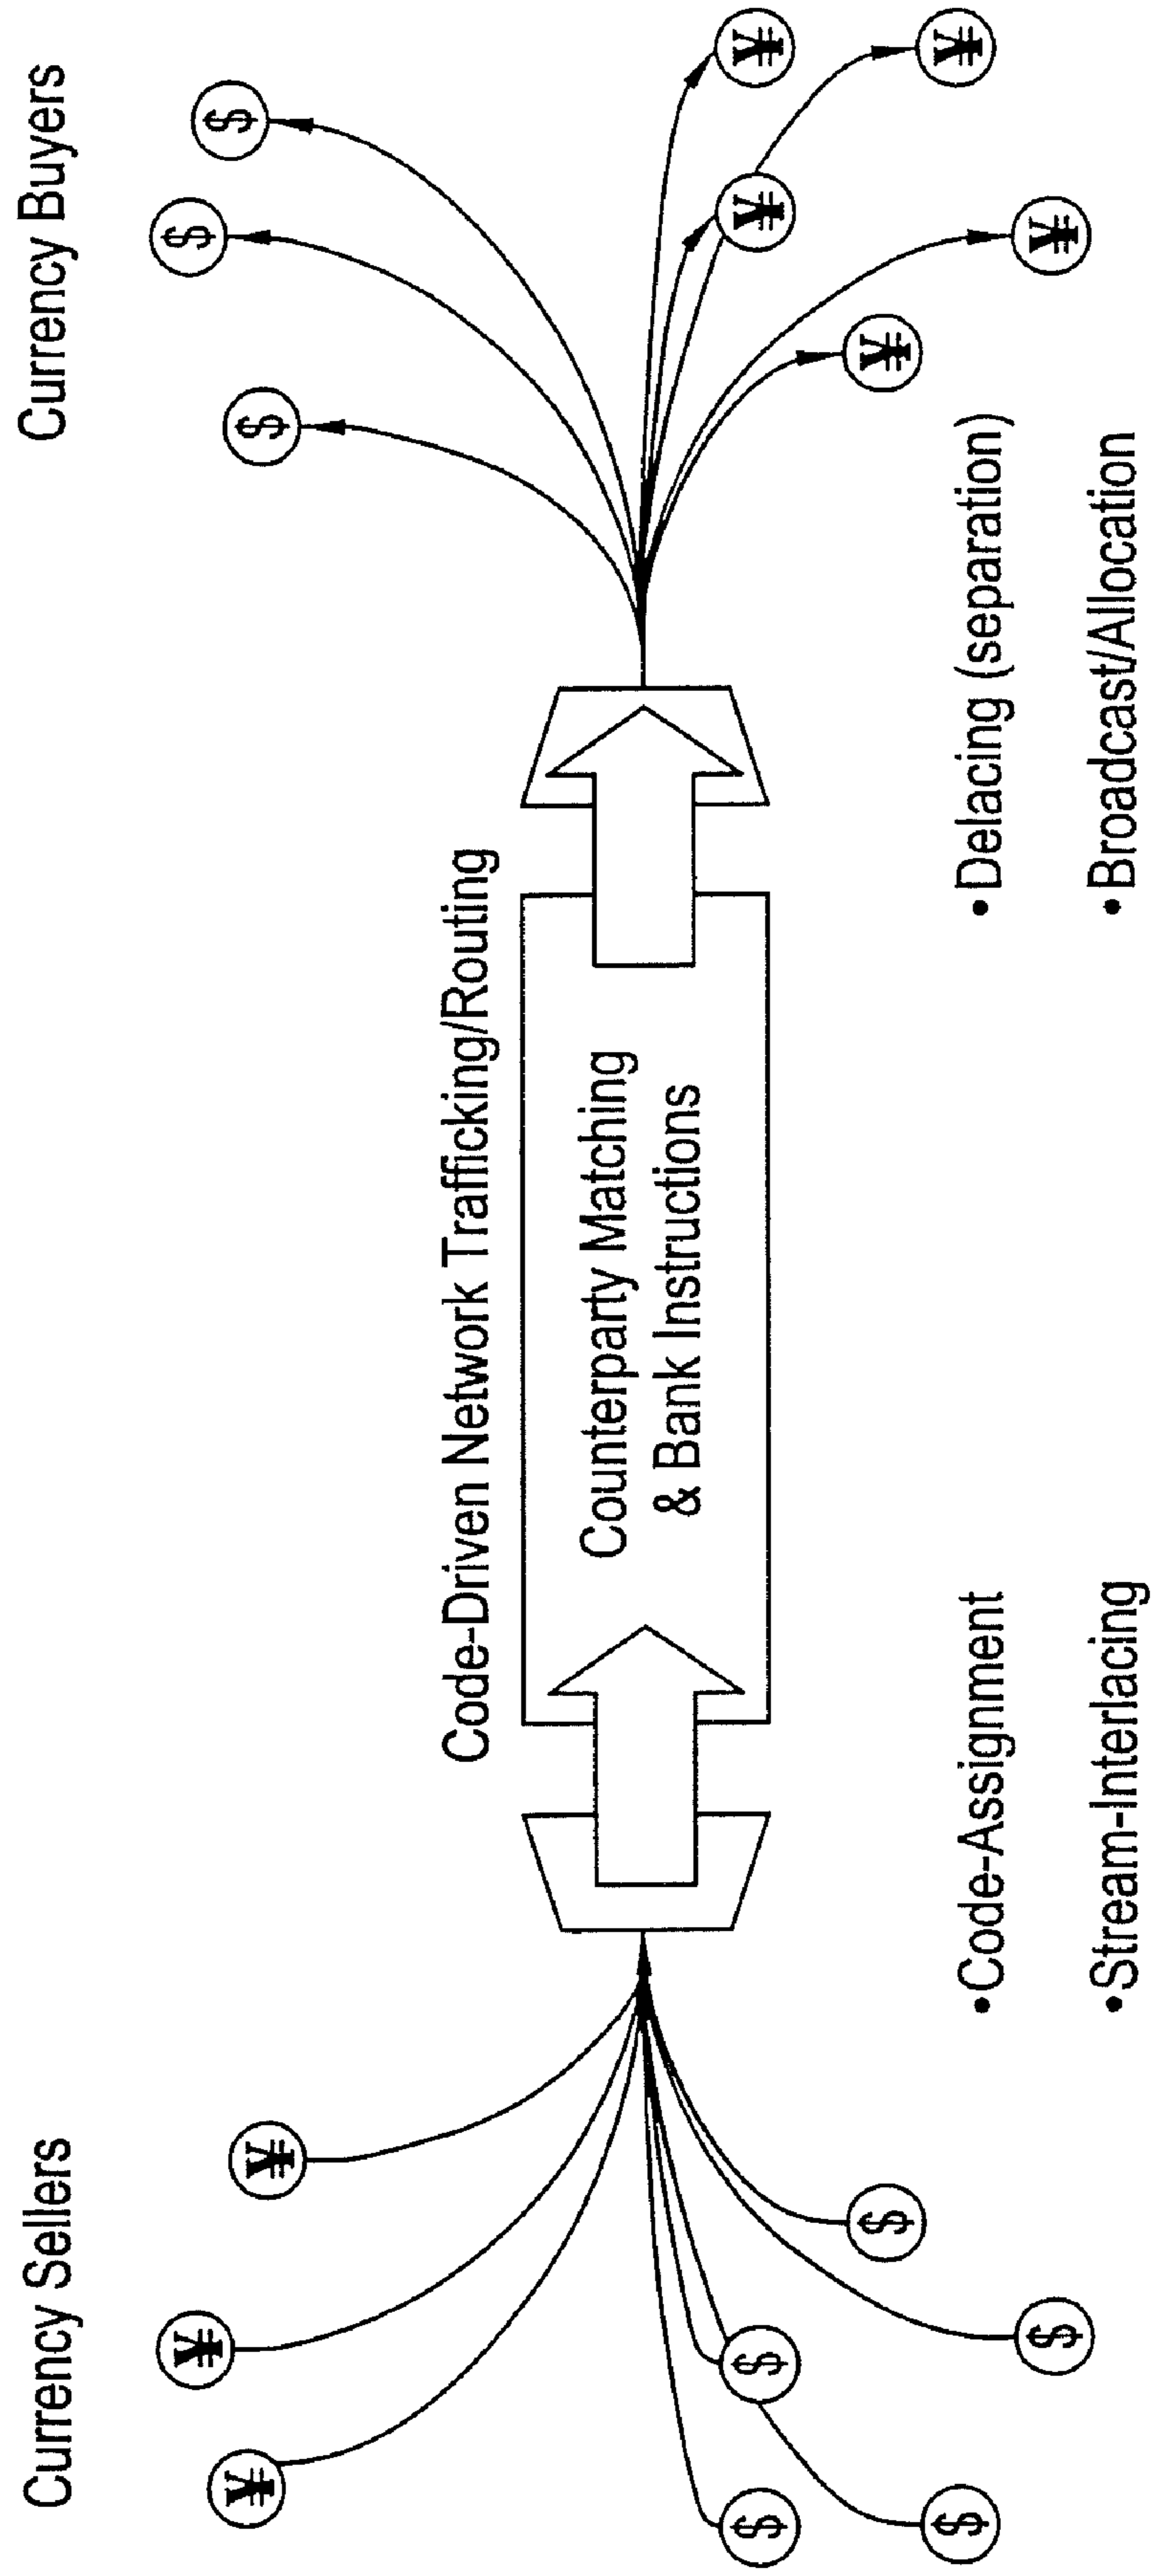 Currency Sellers
Currency Buyers
¥
¥
¥
$
$
$
$
$
Code-Driven Network Trafficking/Routing
Counterparty Matching
& Bank Instructions
$
$
$
¥
¥
¥
¥
¥
•Code-Assignment
•Stream-Interlacing
•Delacing (separation)
•Broadcast/Allocation